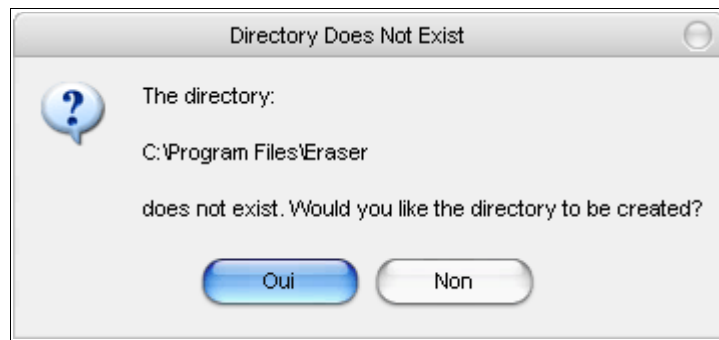 Directory Does Not Exist
The directory:
C:\Program Files\Eraser
does not exist. Would you like the directory to be created?
Oui
Non